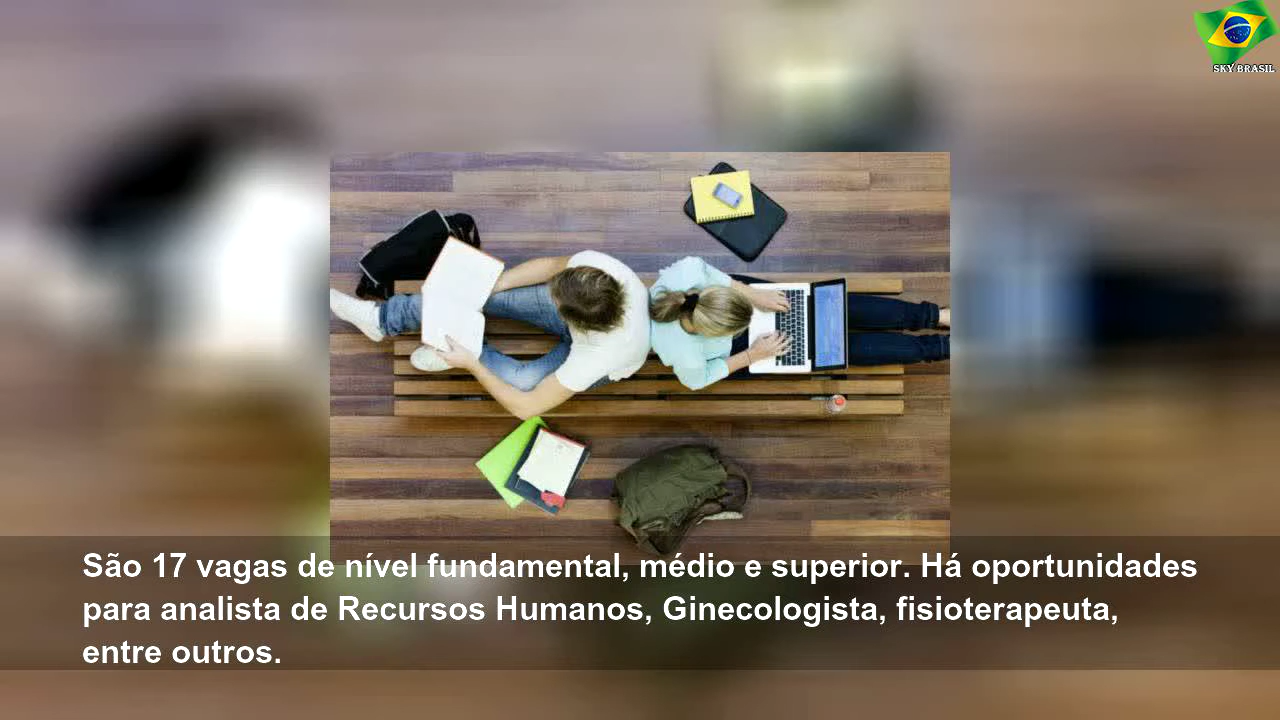 SKY BRASIL
São 17 vagas de nível fundamental, médio e superior. Há oportunidades
para analista de Recursos Humanos, Ginecologista, fisioterapeuta,
entre outros.